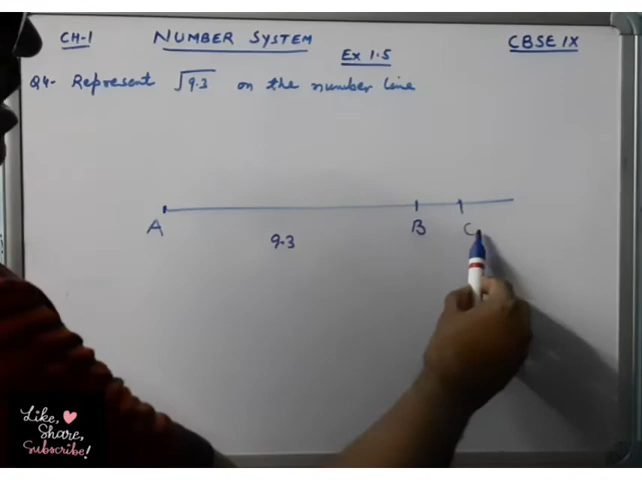 CH-1 NUMBER SYSTEM CBSE IX
Ex 1.5
Q4- Represent √9.3 on the number line
A B C
9.3
Like,
Share,
Subscribe!